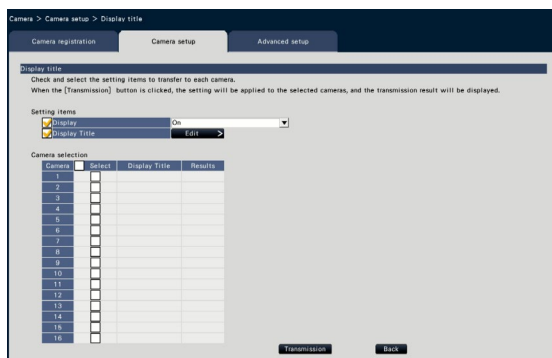 Camera > Camera setup > Display title
Camera registration Camera setup Advanced setup
Display title
Check and select the setting items to transfer to each camera.
When the [Transmission] button is clicked, the setting will be applied to the selected cameras, and the transmission result will be displayed.
Setting items
Display On
Display Title Edit >
Camera selection
Camera Select Display Title Results
1
2
3
4
5
6
7
8
9
10
11
12
13
14
15
16
Transmission Back